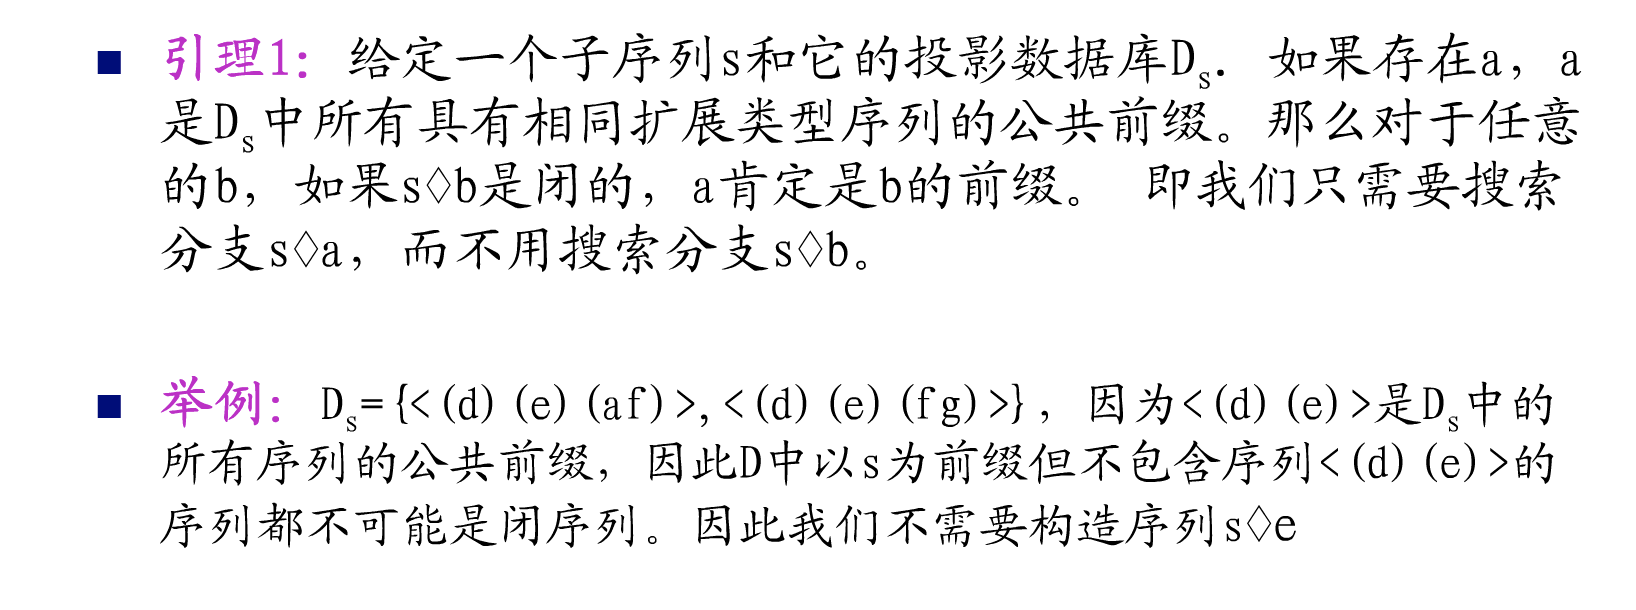 ■ 引理1: 给定一个子序列s和它的投影数据库Ds. 如果存在a, a
是Ds中所有具有相同扩展类型序列的公共前缀。那么对于任意
的b, 如果s◇b是闭的, a肯定是b的前缀。 即我们只需要搜索
分支s◇a, 而不用搜索分支s◇b。
■ 举例: Ds={<(d)(e)(af)>,<(d)(e)(fg)>}, 因为<(d)(e)>是Ds中的
所有序列的公共前缀, 因此D中以s为前缀但不包含序列<(d)(e)>的
序列都不可能是闭序列。因此我们不需要构造序列s◇e